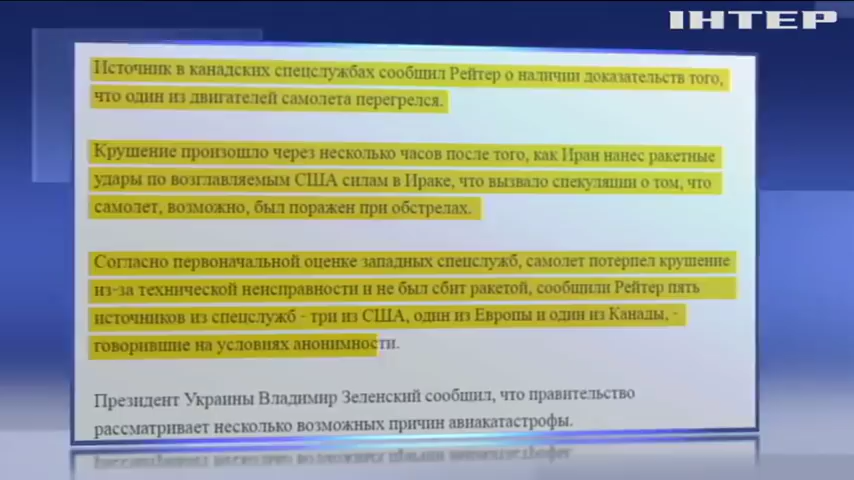 ІНТЕР
Источник в канадских спецслужбах сообщил Рейтер о наличии доказательств того,
что один из двигателей самолета перегрелся.
Крушение произошло через несколько часов после того, как Иран нанес ракетные
удары по возглавляемым США силам в Ираке, что вызвало спекуляции о том, что
самолет, возможно, был поражен при обстрелах.
Согласно первоначальной оценке западных спецслужб, самолет потерпел крушение
из-за технической неисправности и не был сбит ракетой, сообщили Рейтер пять
источников из спецслужб - три из США, один из Европы и один из Канады, -
говорившие на условиях анонимности.
Президент Украины Владимир Зеленский сообщил, что правительство
рассматривает несколько возможных причин авиакатастрофы.